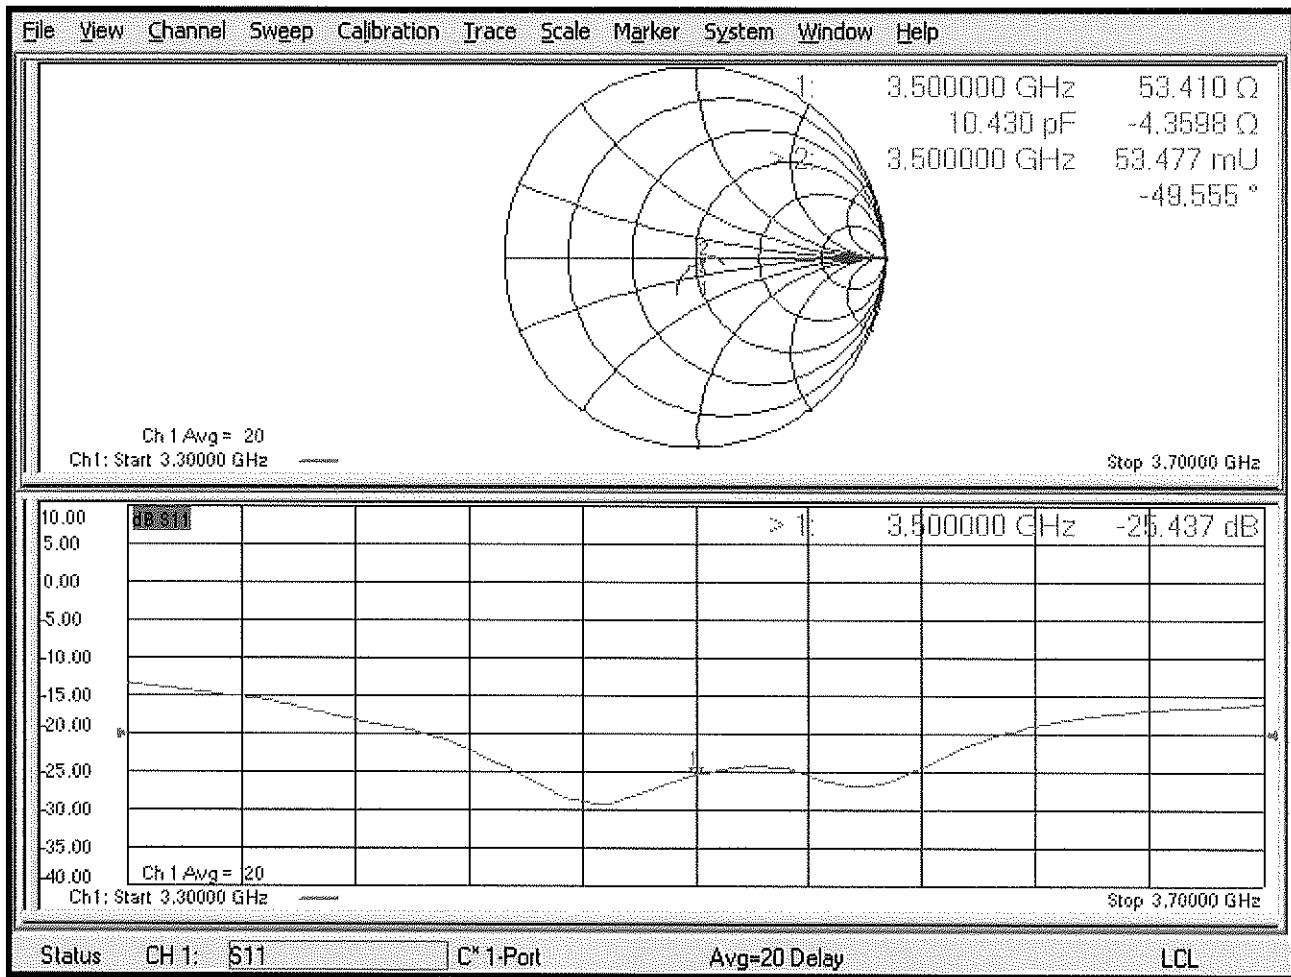 File View Channel Sweep Calibration Trace Scale Marker System Window Help
1: 3.500000 GHz 53.410 Ω
10.430 pF -4.3598 Ω
> 2: 3.500000 GHz 53.477 mU
-49.555 °
Ch 1 Avg = 20
Ch1: Start 3.30000 GHz
Stop 3.70000 GHz
10.00
dB S11
> 1: 3.500000 GHz -25.437 dB
5.00
0.00
-5.00
-10.00
-15.00
-20.00
-25.00
1
-30.00
-35.00
-40.00
Ch 1 Avg = 20
Ch1: Start 3.30000 GHz
Stop 3.70000 GHz
Status CH 1: S11 C* 1-Port Avg=20 Delay LCL